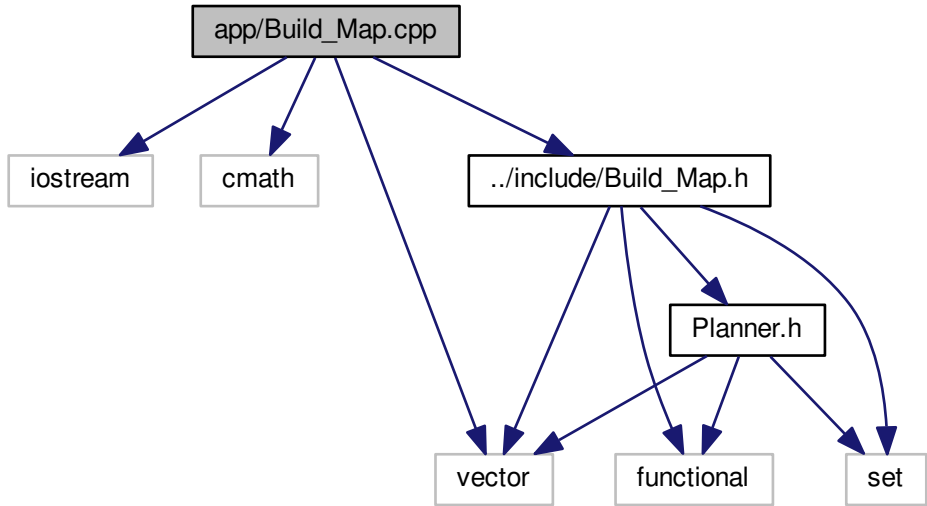 app/Build_Map.cpp
iostream
cmath
../include/Build_Map.h
Planner.h
vector
functional
set